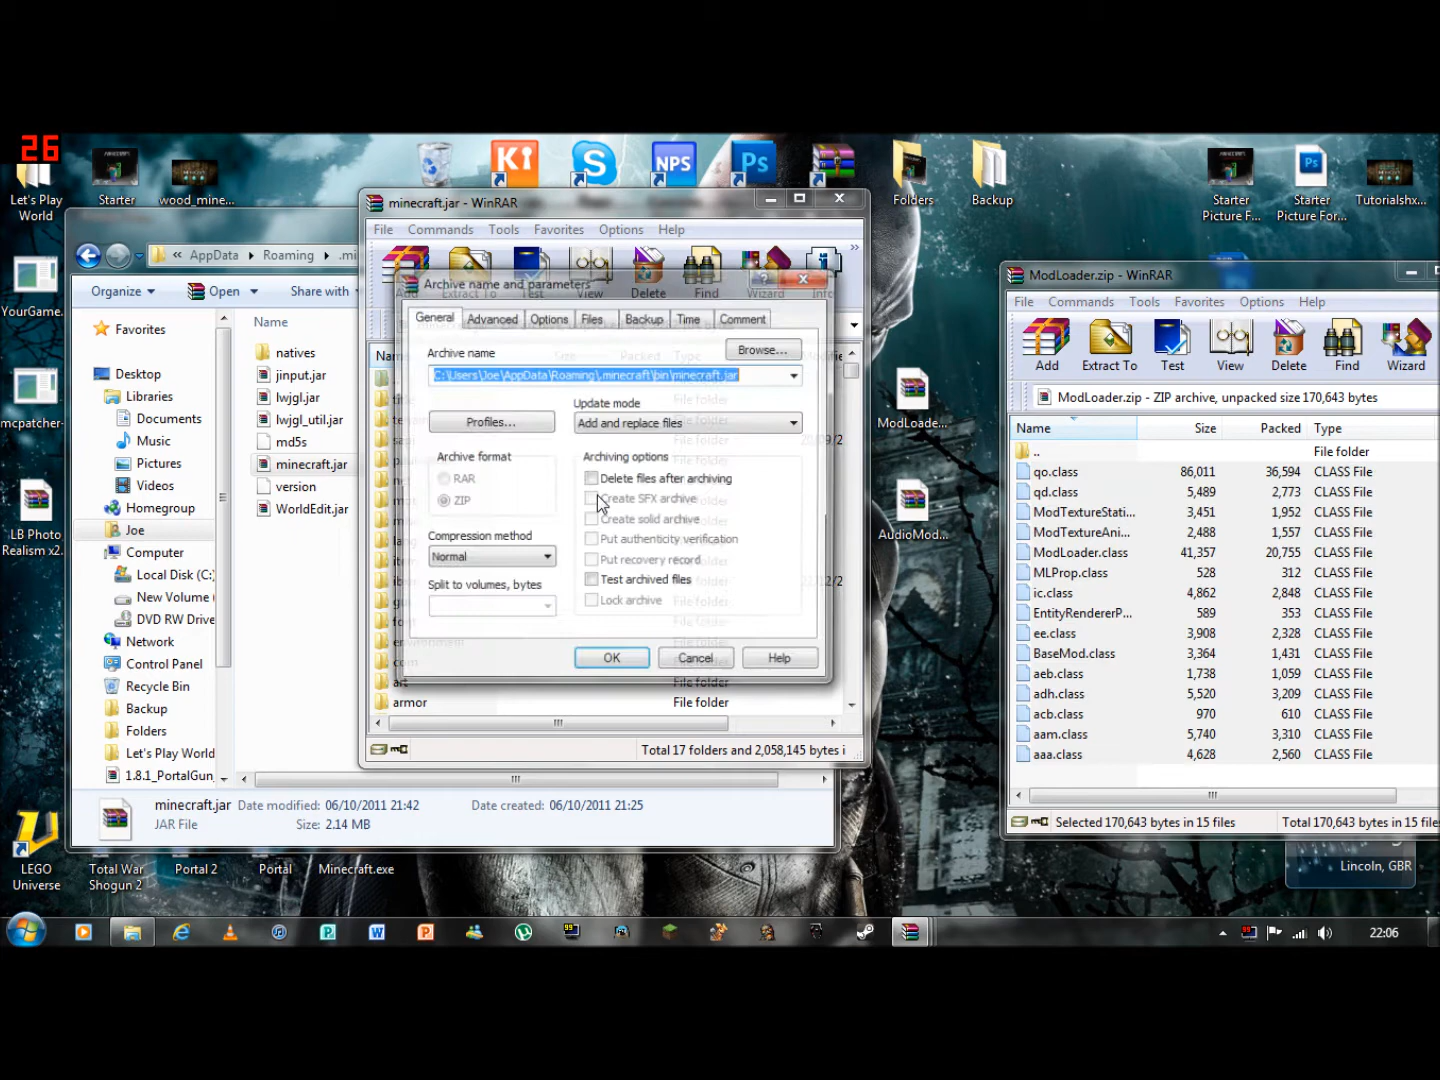 26
Let's Play World
Starter
wood_mine...
Ki
S
NPS
Ps
Folders
Backup
Starter Picture F...
Ps
Starter Picture For...
Tutorialshx...
YourGame.
mcpatcher-
LB Photo Realism x2.
LEGO Universe
ModLoade...
AudioMod...
AppData
Roaming
.mi
Organize
Open
Share with
Favorites
Desktop
Libraries
Documents
Music
Pictures
Videos
Homegroup
Joe
Computer
Local Disk (C:)
New Volume (
DVD RW Drive
Network
Control Panel
Recycle Bin
Backup
Folders
Let's Play World
1.8.1_PortalGun_
Name
natives
jinput.jar
lwjgl.jar
lwjgl_util.jar
md5s
minecraft.jar
version
WorldEdit.jar
minecraft.jar Date modified: 06/10/2011 21:42 Date created: 06/10/2011 21:25
JAR File Size: 2.14 MB
minecraft.jar - WinRAR
File Commands Tools Favorites Options Help
Add Extract To Test View Delete Find Wizard Info
Archive name and parameters
General Advanced Options Files Backup Time Comment
Archive name
Browse...
C:\Users\Joe\AppData\Roaming\.minecraft\bin\minecraft.jar
Profiles...
Update mode
Add and replace files
Archive format
RAR
ZIP
Compression method
Normal
Split to volumes, bytes
Archiving options
Delete files after archiving
Create SFX archive
Create solid archive
Put authenticity verification
Put recovery record
Test archived files
Lock archive
OK Cancel Help
art File folder
armor File folder
Total 17 folders and 2,058,145 bytes i
ModLoader.zip - WinRAR
File Commands Tools Favorites Options Help
Add Extract To Test View Delete Find Wizard
ModLoader.zip - ZIP archive, unpacked size 170,643 bytes
Name Size Packed Type
.. File folder
qo.class 86,011 36,594 CLASS File
qd.class 5,489 2,773 CLASS File
ModTextureStati... 3,451 1,952 CLASS File
ModTextureAni... 2,488 1,557 CLASS File
ModLoader.class 41,357 20,755 CLASS File
MLProp.class 528 312 CLASS File
ic.class 4,862 2,848 CLASS File
EntityRendererP... 589 353 CLASS File
ee.class 3,908 2,328 CLASS File
BaseMod.class 3,364 1,431 CLASS File
aeb.class 1,738 1,059 CLASS File
adh.class 5,520 3,209 CLASS File
acb.class 970 610 CLASS File
aam.class 5,740 3,310 CLASS File
aaa.class 4,628 2,560 CLASS File
Selected 170,643 bytes in 15 files Total 170,643 bytes in 15 file
Lincoln, GBR
Total War Shogun 2
Portal 2
Portal
Minecraft.exe
22:06